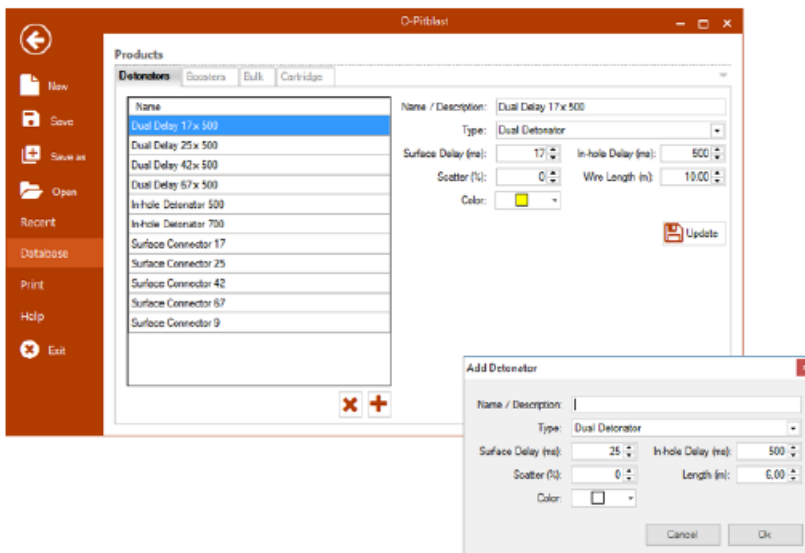 O-Pitblast
Products
Detonators Boosters Bulk Cartridge
New
Save
Save as
Open
Recent
Database
Print
Help
Exit
Name
Dual Delay 17x 500
Dual Delay 25x 500
Dual Delay 42x 500
Dual Delay 67x 500
In-hole Detonator 500
In-hole Detonator 700
Surface Connector 17
Surface Connector 25
Surface Connector 42
Surface Connector 67
Surface Connector 9
Name / Description: Dual Delay 17x 500
Type: Dual Detonator
Surface Delay (ms): 17 In-hole Delay (ms): 500
Scatter (%): 0 Wire Length (m): 10.00
Color:
Update
Add Detonator
Name / Description:
Type: Dual Detonator
Surface Delay (ms): 25 In-hole Delay (ms): 500
Scatter (%): 0 Length (m): 6.00
Color:
Cancel Ok